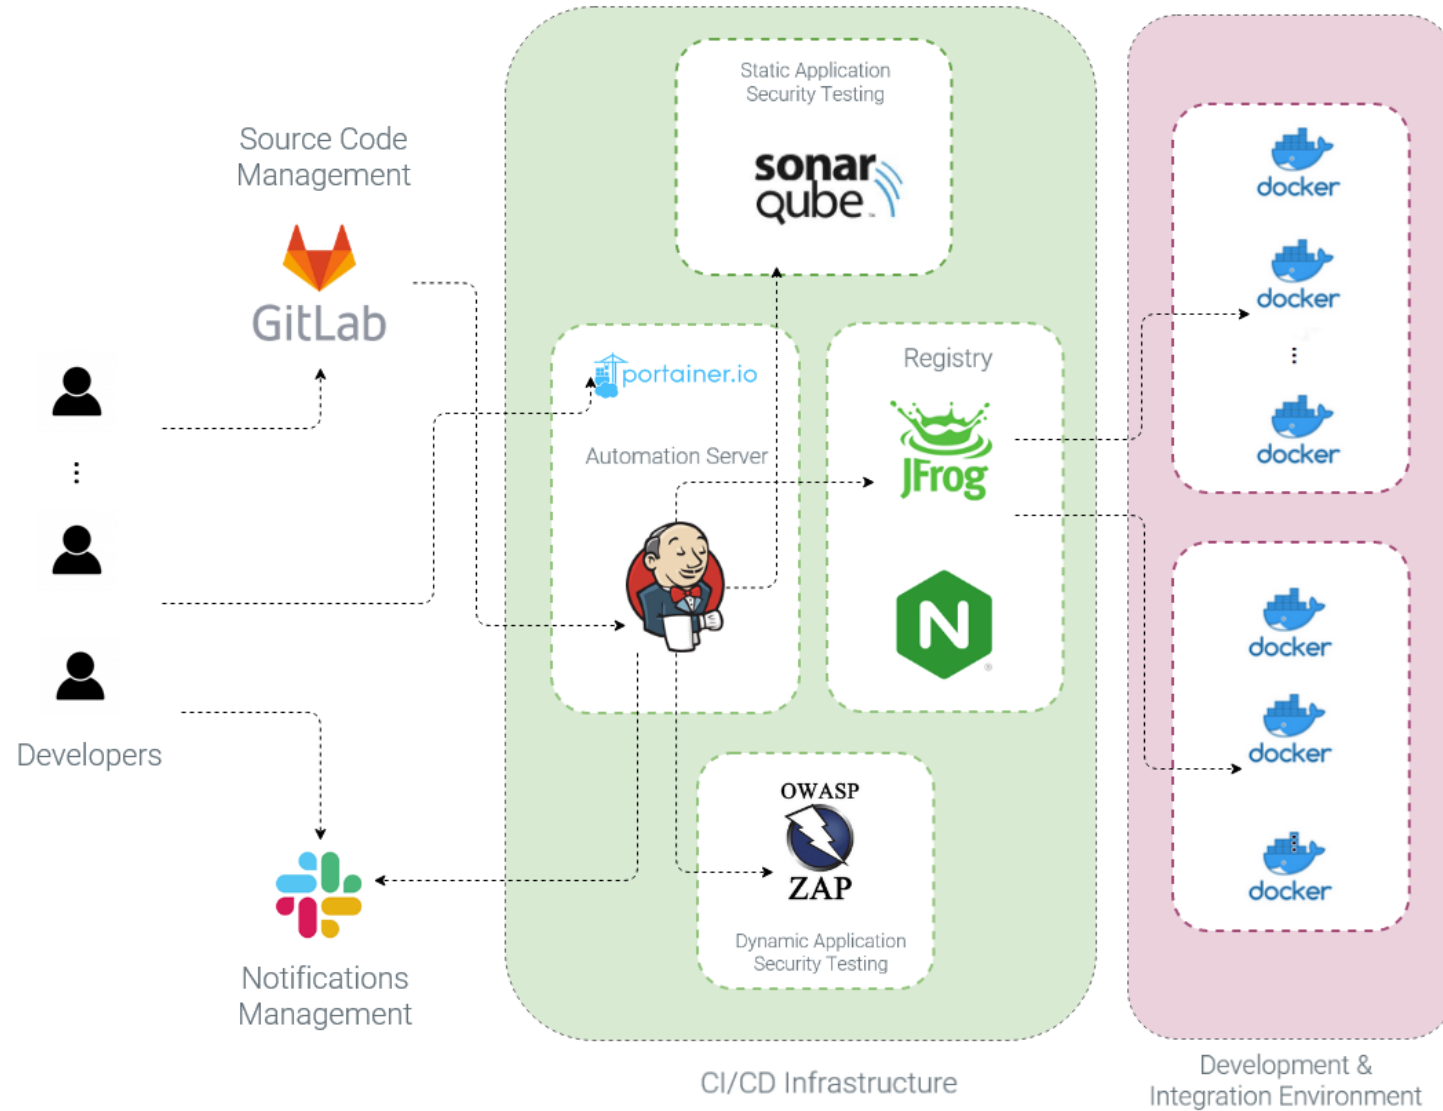 Static Application
Security Testing
sonar
qube
Source Code
Management
GitLab
portainer.io
Automation Server
Registry
JFrog
N
®
OWASP
ZAP
Dynamic Application
Security Testing
Developers
Notifications
Management
CI/CD Infrastructure
docker
docker
docker
docker
docker
docker
Development &
Integration Environment